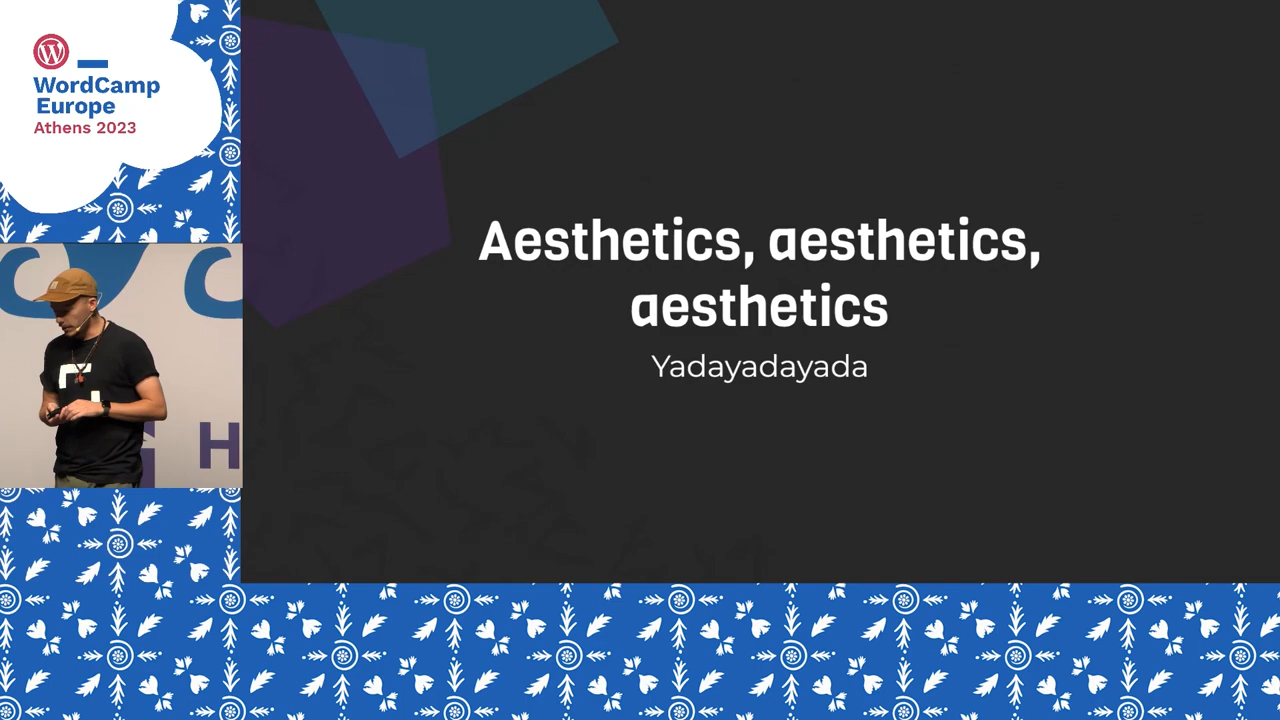 WordCamp
Europe
Athens 2023
Aesthetics, aesthetics,
aesthetics
Yadayadayada
H